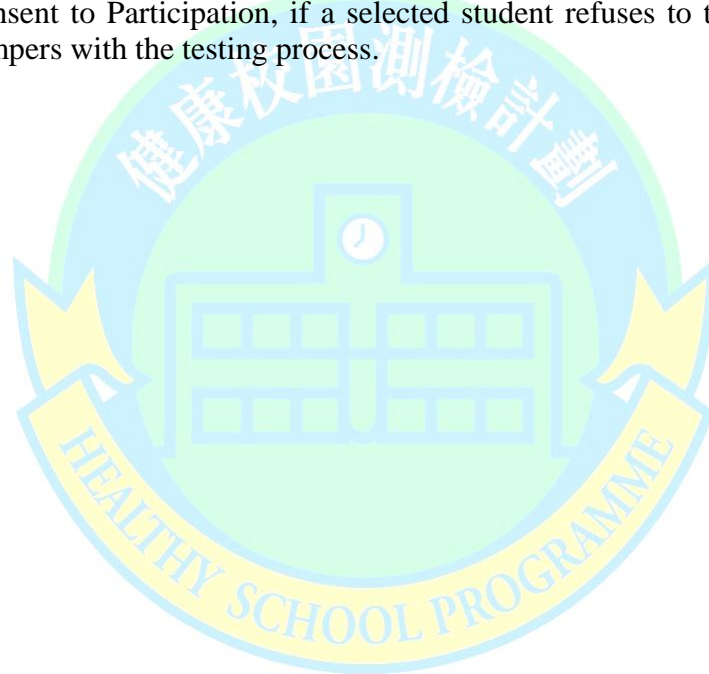 nsent to Participation, if a selected student refuses to t
npers with the testing process.
健康校園測檢計劃
HEALTHY SCHOOL PROGRAMME